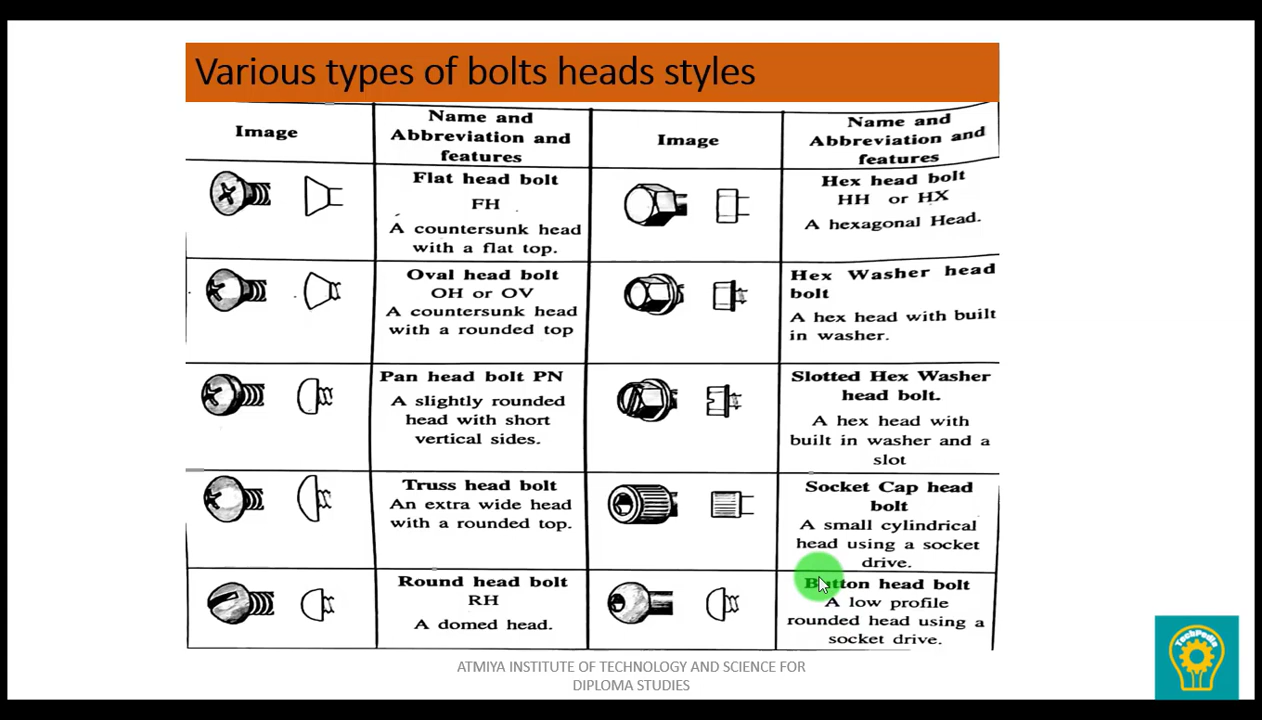 Various types of bolts heads styles
Image
Name and
Abbreviation and
features
Image
Name and
Abbreviation and
features
Flat head bolt
FH
A countersunk head
with a flat top.
Hex head bolt
HH or HX
A hexagonal Head.
Oval head bolt
OH or OV
A countersunk head
with a rounded top
Hex Washer head
bolt
A hex head with built
in washer.
Pan head bolt PN
A slightly rounded
head with short
vertical sides.
Slotted Hex Washer
head bolt.
A hex head with
built in washer and a
slot
Truss head bolt
An extra wide head
with a rounded top.
Socket Cap head
bolt
A small cylindrical
head using a socket
drive.
Round head bolt
RH
A domed head.
Button head bolt
A low profile
rounded head using a
socket drive.
ATMIYA INSTITUTE OF TECHNOLOGY AND SCIENCE FOR
DIPLOMA STUDIES
TechPedia